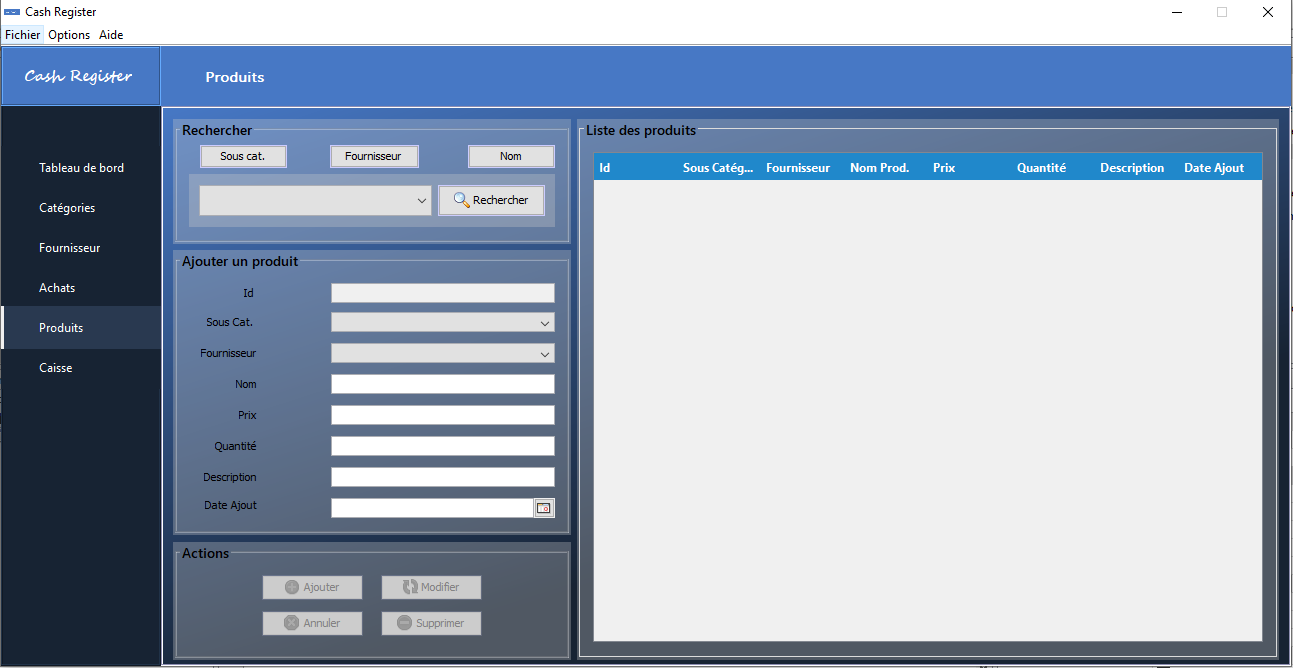 Cash Register
Fichier Options Aide
Cash Register
Produits
Tableau de bord
Catégories
Fournisseur
Achats
Produits
Caisse
Rechercher
Sous cat. Fournisseur Nom
Rechercher
Ajouter un produit
Id
Sous Cat.
Fournisseur
Nom
Prix
Quantité
Description
Date Ajout
Actions
Ajouter Modifier
Annuler Supprimer
Liste des produits
Id Sous Catég... Fournisseur Nom Prod. Prix Quantité Description Date Ajout